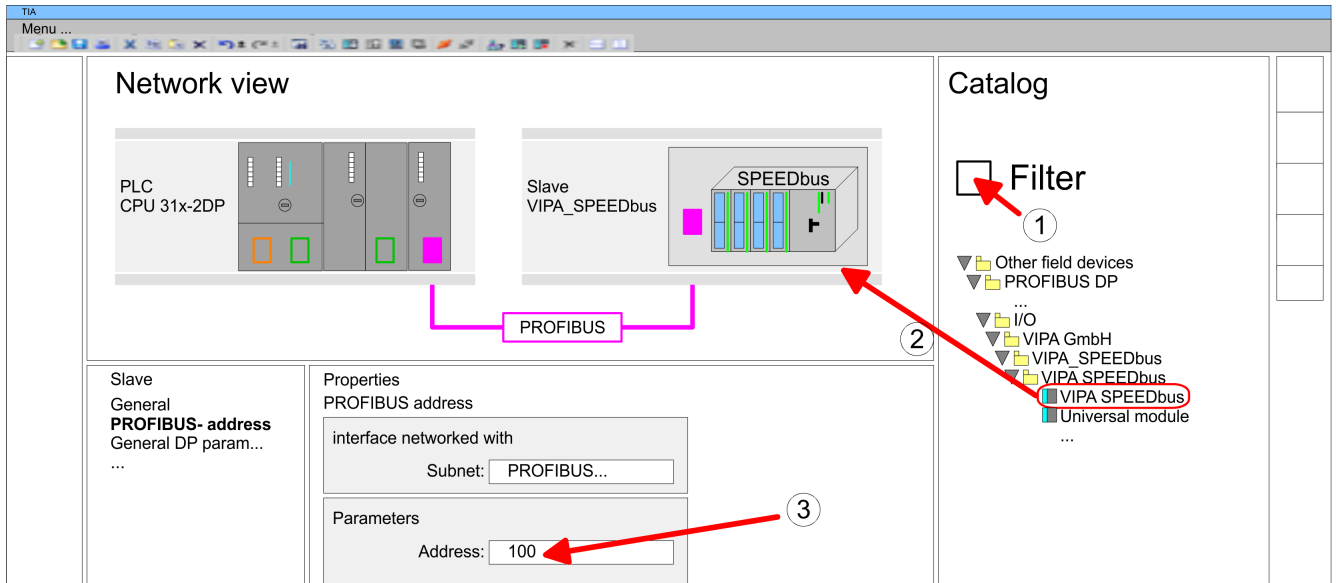 TIA
Menu ...
Network view
PLC
CPU 31x-2DP
Slave
VIPA_SPEEDbus
SPEEDbus
PROFIBUS
2
Catalog
Filter
1
Other field devices
PROFIBUS DP
...
I/O
VIPA GmbH
VIPA_SPEEDbus
VIPA SPEEDbus
VIPA SPEEDbus
Universal module
...
Slave
General
PROFIBUS- address
General DP param...
...
Properties
PROFIBUS address
interface networked with
Subnet: PROFIBUS...
Parameters
Address: 100
3